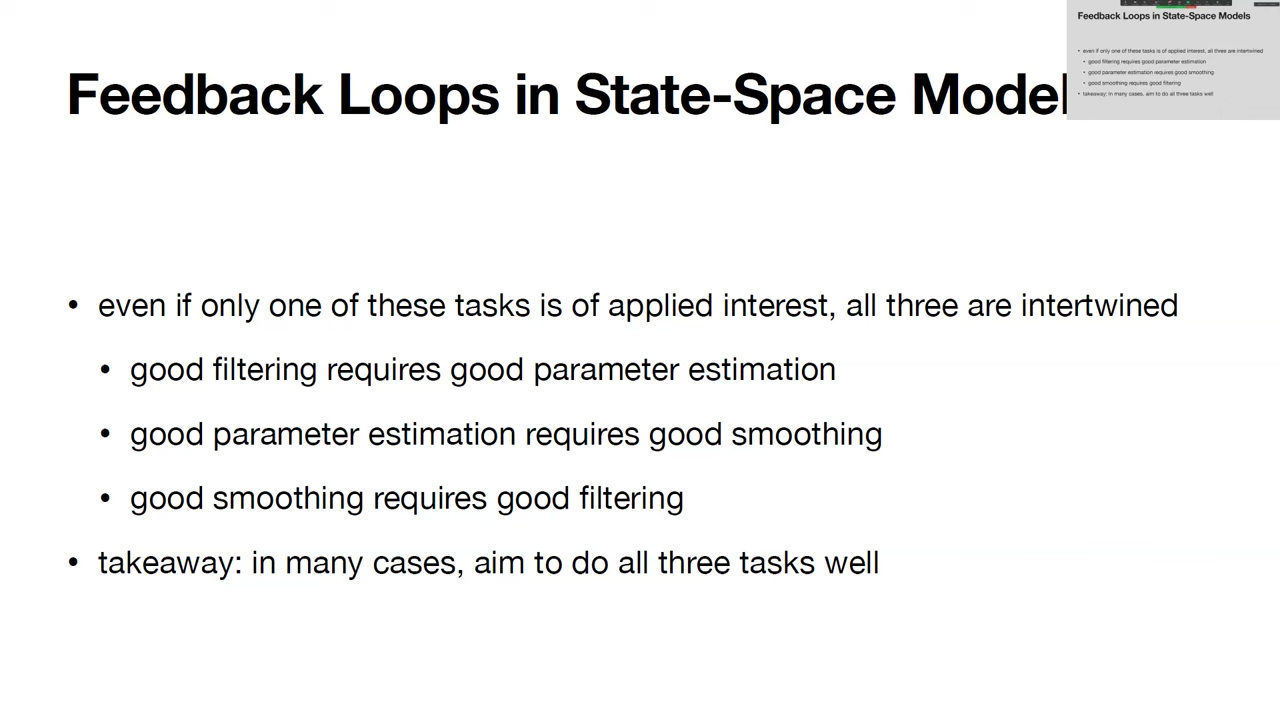 Feedback Loops in State-Space Model
• even if only one of these tasks is of applied interest, all three are intertwined
• good filtering requires good parameter estimation
• good parameter estimation requires good smoothing
• good smoothing requires good filtering
• takeaway: in many cases, aim to do all three tasks well
Feedback Loops in State-Space Models
• even if only one of these tasks is of applied interest, all three are intertwined
• good filtering requires good parameter estimation
• good parameter estimation requires good smoothing
• good smoothing requires good filtering
• takeaway: in many cases, aim to do all three tasks well